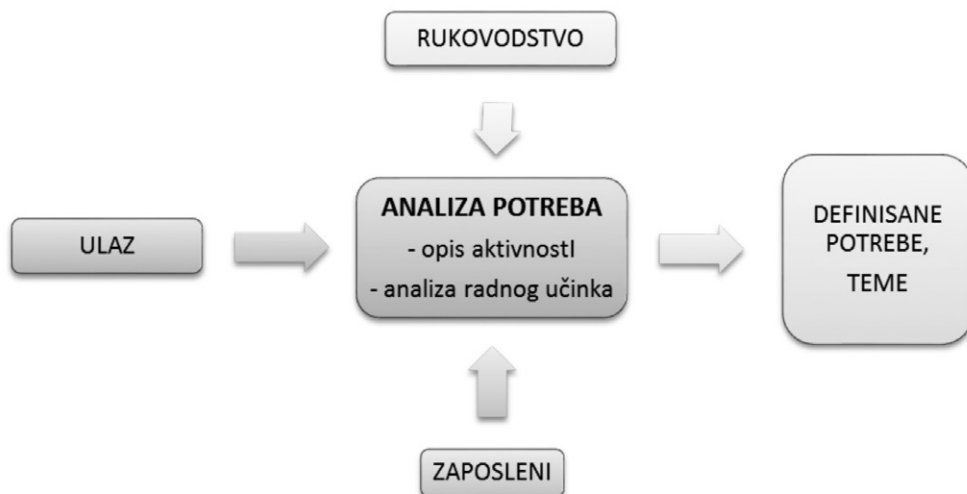 RUKOVODSTVO
ULAZ
ANALIZA POTREBA
- opis aktivnostI
- analiza radnog učinka
DEFINISANE
POTREBE,
TEME
ZAPOSLENI